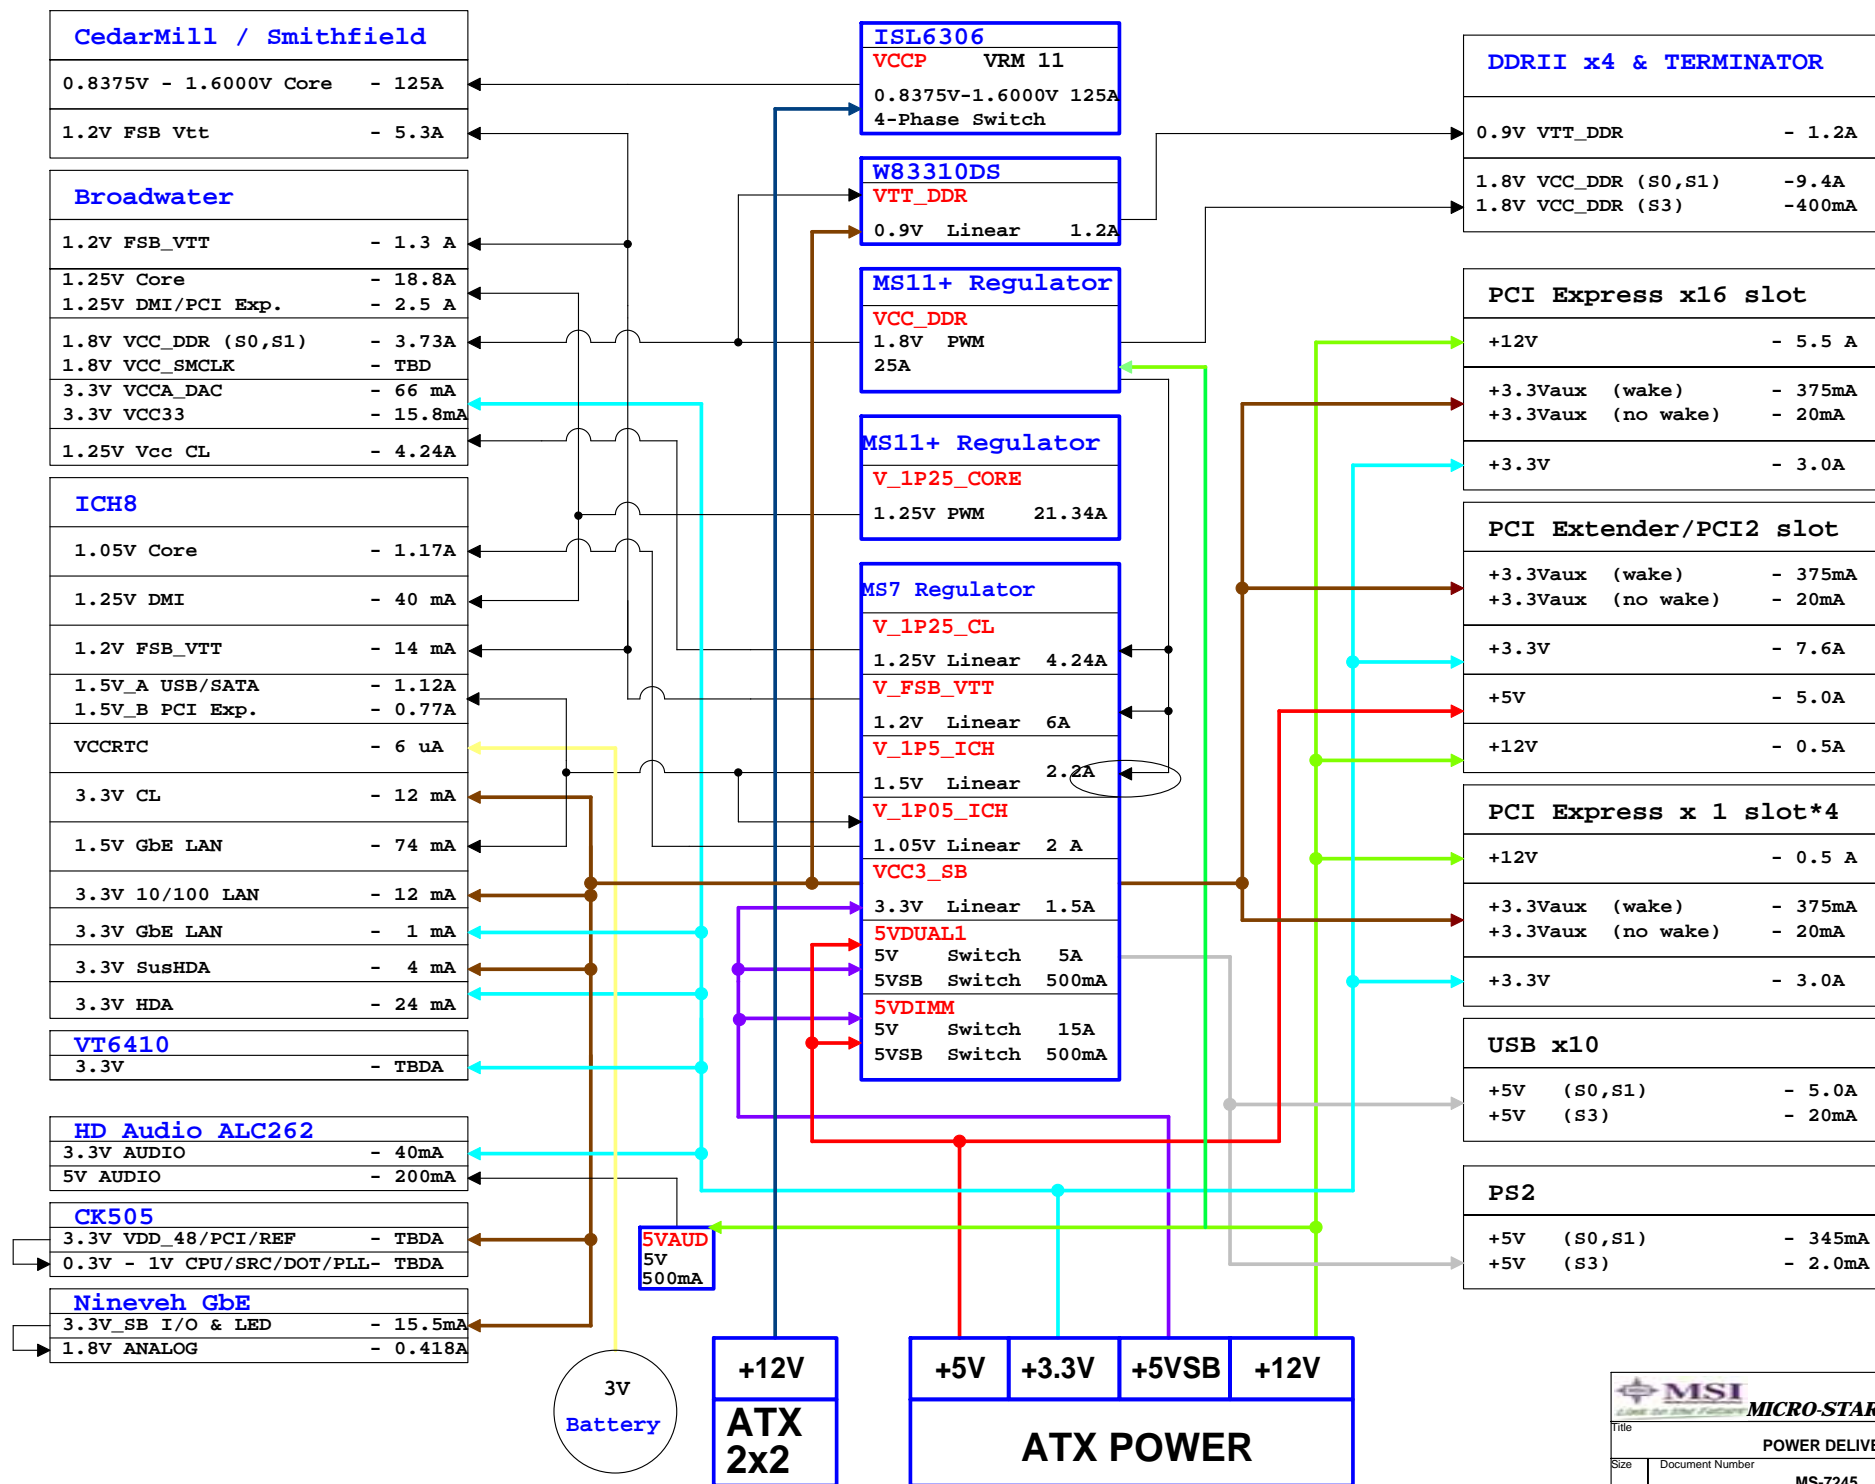 CedarMill / Smithfield
0.8375V - 1.6000V Core - 125A
1.2V FSB Vtt - 5.3A
Broadwater
1.2V FSB_VTT - 1.3 A
1.25V Core - 18.8A
1.25V DMI/PCI Exp. - 2.5 A
1.8V VCC_DDR (S0,S1) - 3.73A
1.8V VCC_SMCLK - TBD
3.3V VCCA_DAC - 66 mA
3.3V VCC33 - 15.8mA
1.25V Vcc CL - 4.24A
ICH8
1.05V Core - 1.17A
1.25V DMI - 40 mA
1.2V FSB_VTT - 14 mA
1.5V_A USB/SATA - 1.12A
1.5V_B PCI Exp. - 0.77A
VCCRTC - 6 uA
3.3V CL - 12 mA
1.5V GbE LAN - 74 mA
3.3V 10/100 LAN - 12 mA
3.3V GbE LAN - 1 mA
3.3V SusHDA - 4 mA
3.3V HDA - 24 mA
VT6410
3.3V - TBDA
HD Audio ALC262
3.3V AUDIO - 40mA
5V AUDIO - 200mA
CK505
3.3V VDD_48/PCI/REF - TBDA
0.3V - 1V CPU/SRC/DOT/PLL- TBDA
Nineveh GbE
3.3V_SB I/O & LED - 15.5mA
1.8V ANALOG - 0.418A
ISL6306
VCCP VRM 11
0.8375V-1.6000V 125A
4-Phase Switch
W83310DS
VTT_DDR
0.9V Linear 1.2A
MS11+ Regulator
VCC_DDR
1.8V PWM
25A
MS11+ Regulator
V_1P25_CORE
1.25V PWM 21.34A
MS7 Regulator
V_1P25_CL
1.25V Linear 4.24A
V_FSB_VTT
1.2V Linear 6A
V_1P5_ICH
1.5V Linear 2.2A
V_1P05_ICH
1.05V Linear 2 A
VCC3_SB
3.3V Linear 1.5A
5VDUAL1
5V Switch 5A
5VSB Switch 500mA
5VDIMM
5V Switch 15A
5VSB Switch 500mA
5VAUD
5V
500mA
3V
Battery
+12V
ATX
2x2
+5V +3.3V +5VSB +12V
ATX POWER
DDRII x4 & TERMINATOR
0.9V VTT_DDR - 1.2A
1.8V VCC_DDR (S0,S1) -9.4A
1.8V VCC_DDR (S3) -400mA
PCI Express x16 slot
+12V - 5.5 A
+3.3Vaux (wake) - 375mA
+3.3Vaux (no wake) - 20mA
+3.3V - 3.0A
PCI Extender/PCI2 slot
+3.3Vaux (wake) - 375mA
+3.3Vaux (no wake) - 20mA
+3.3V - 7.6A
+5V - 5.0A
+12V - 0.5A
PCI Express x 1 slot*4
+12V - 0.5 A
+3.3Vaux (wake) - 375mA
+3.3Vaux (no wake) - 20mA
+3.3V - 3.0A
USB x10
+5V (S0,S1) - 5.0A
+5V (S3) - 20mA
PS2
+5V (S0,S1) - 345mA
+5V (S3) - 2.0mA
MSI
Link to the Future
MICRO-STAR
Title
POWER DELIVE
Size Document Number
MS-7245